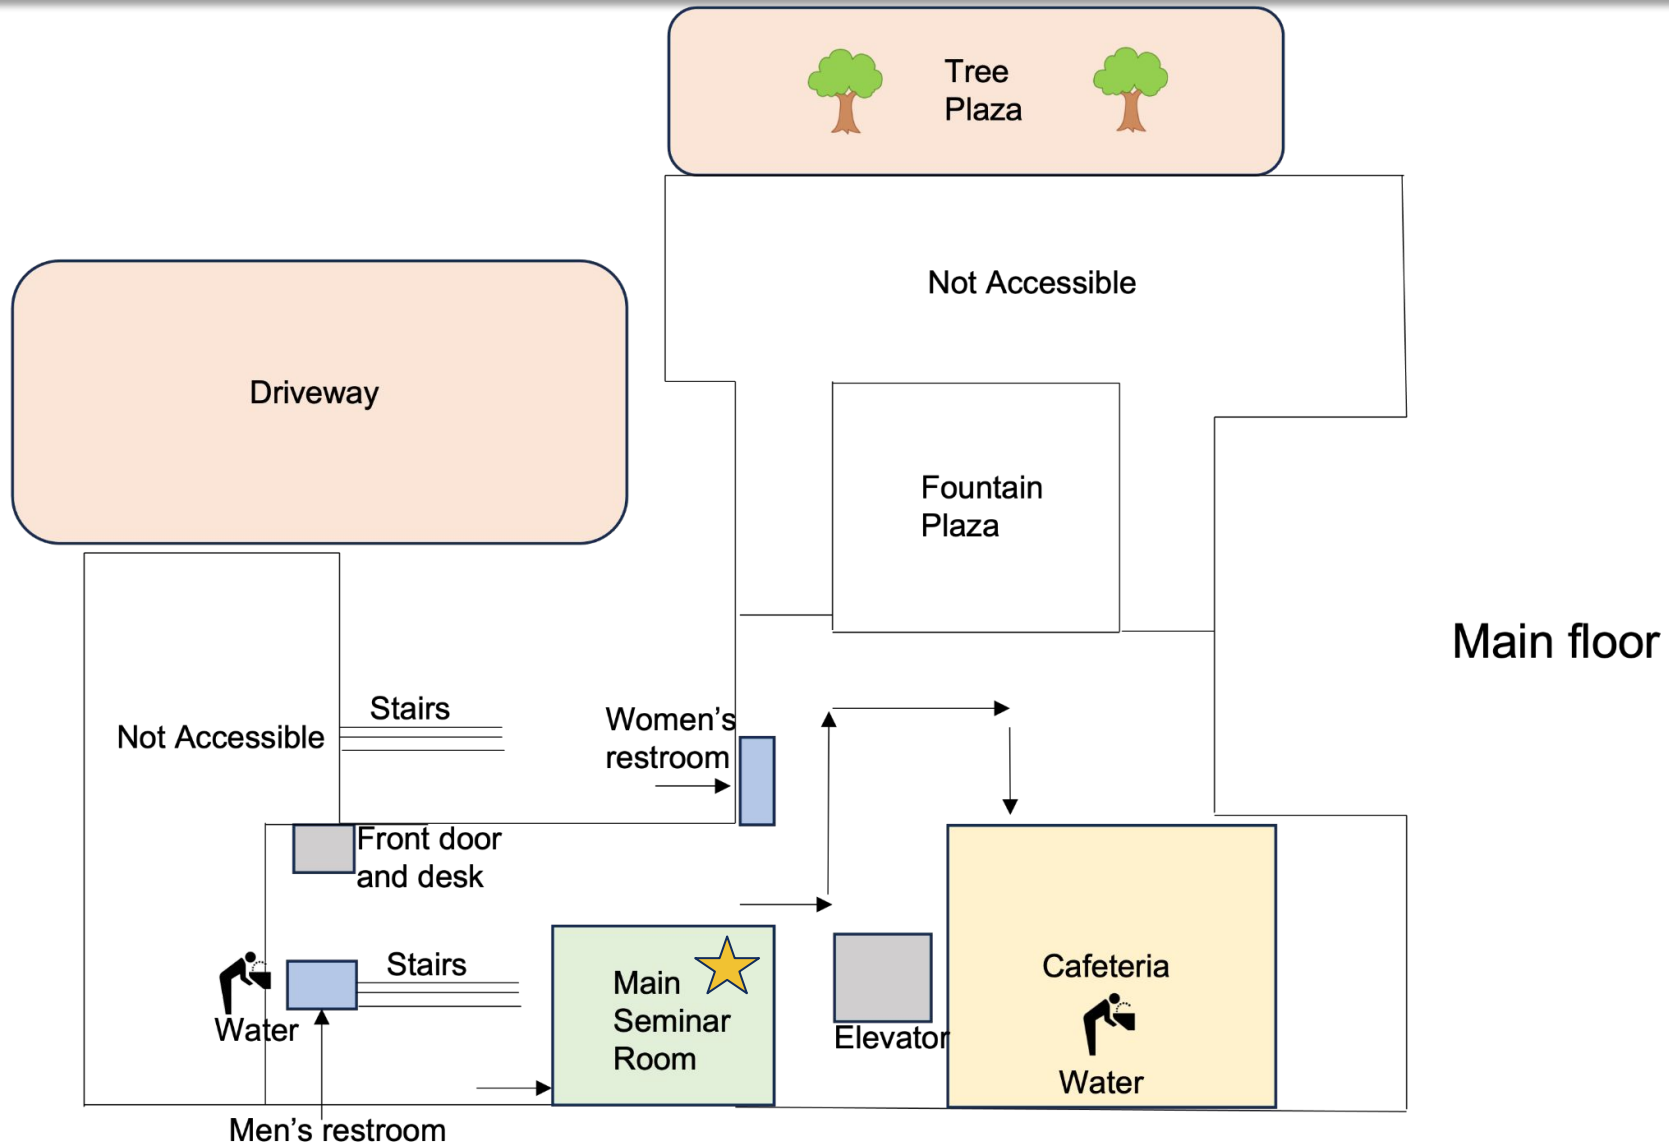 Tree
Plaza
Not Accessible
Driveway
Fountain
Plaza
Main floor
Stairs
Women's
restroom
Not Accessible
Front door
and desk
Stairs
Water
Men's restroom
Main
Seminar
Room
Elevator
Cafeteria
Water